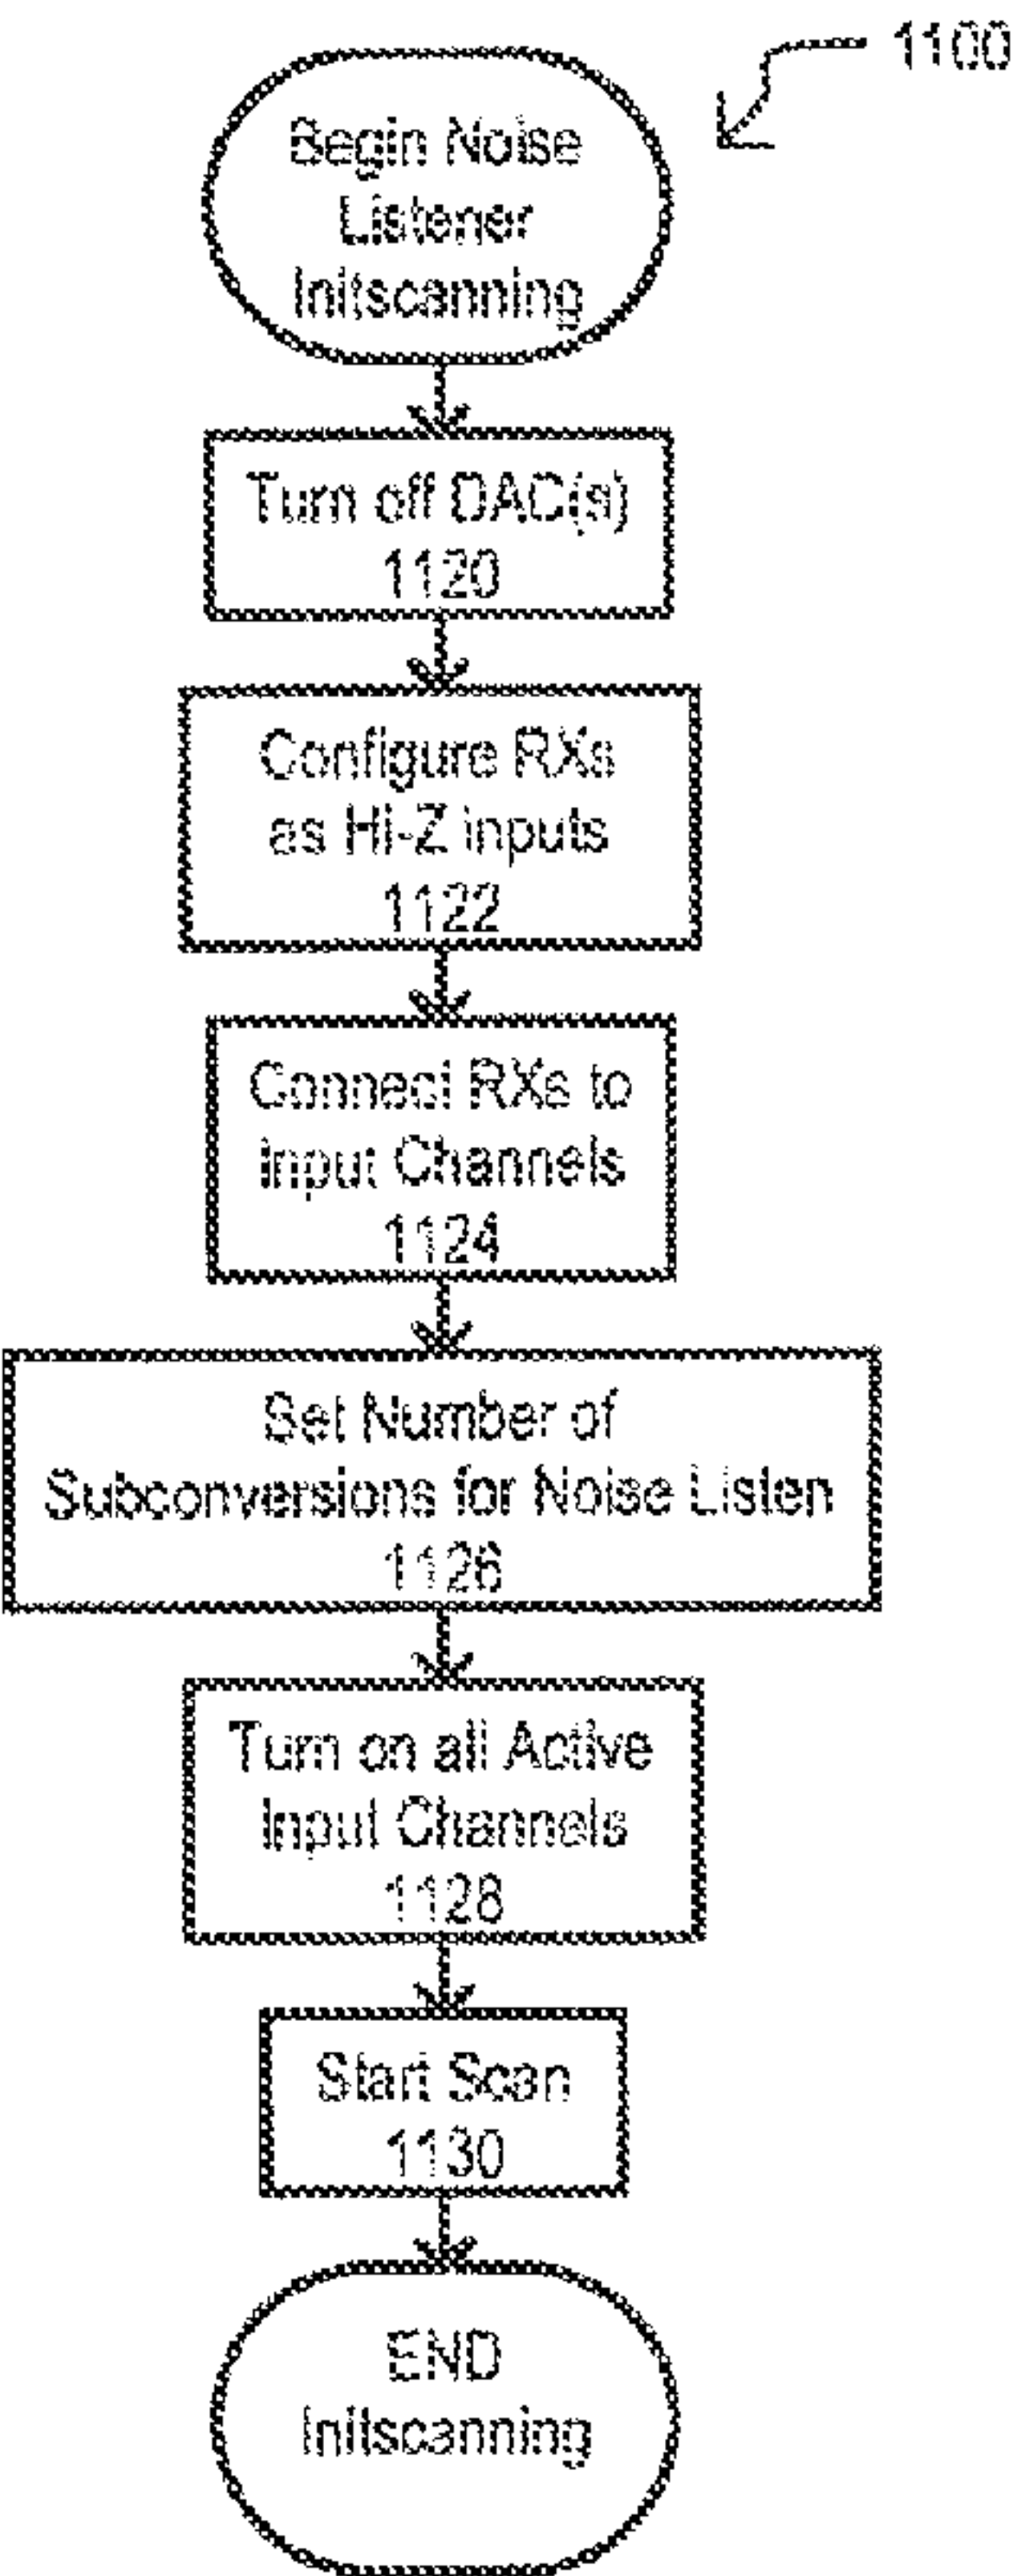 1100
Begin Noise
Listener
Initscanning
Turn off DAC(s)
1120
Configure RXs
as Hi-Z inputs
1122
Connect RXs to
Input Channels
1124
Set Number of
Subconversions for Noise Listen
1126
Turn on all Active
Input Channels
1128
Start Scan
1130
END
Initscanning